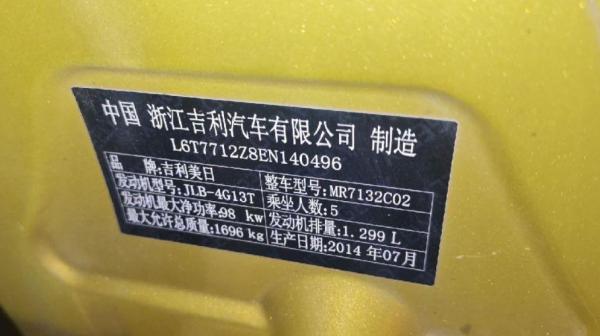 中国 浙江吉利汽车有限公司 制造
L6T7712Z8EN140496
品 牌:吉利美日 整车型号:MR7132C02
发动机型号:JLB-4G13T 乘坐人数:5
发动机最大净功率:98 kw 发动机排量:1.299 L
最大允许总质量:1696 kg 生产日期:2014 年07月